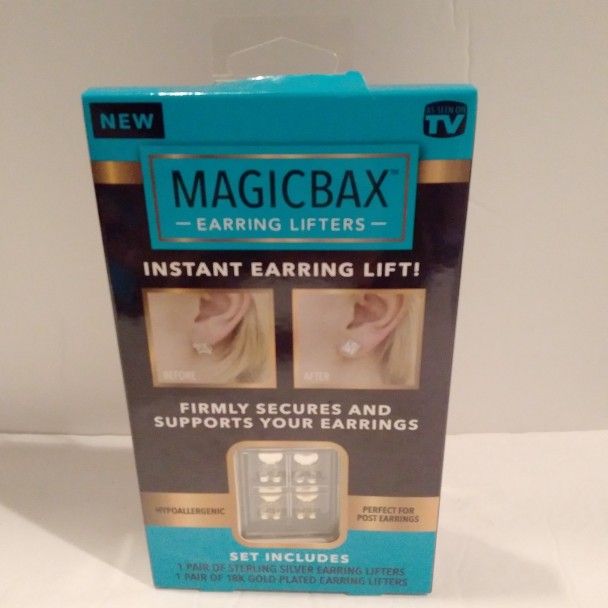 NEW
AS SEEN ON
TV
MAGICBAX™
EARRING LIFTERS
INSTANT EARRING LIFT!
BEFORE
AFTER
FIRMLY SECURES AND
SUPPORTS YOUR EARRINGS
HYPOALLERGENIC
PERFECT FOR
POST EARRINGS
SET INCLUDES
1 PAIR OF STERLING SILVER EARRING LIFTERS
1 PAIR OF 18K GOLD PLATED EARRING LIFTERS